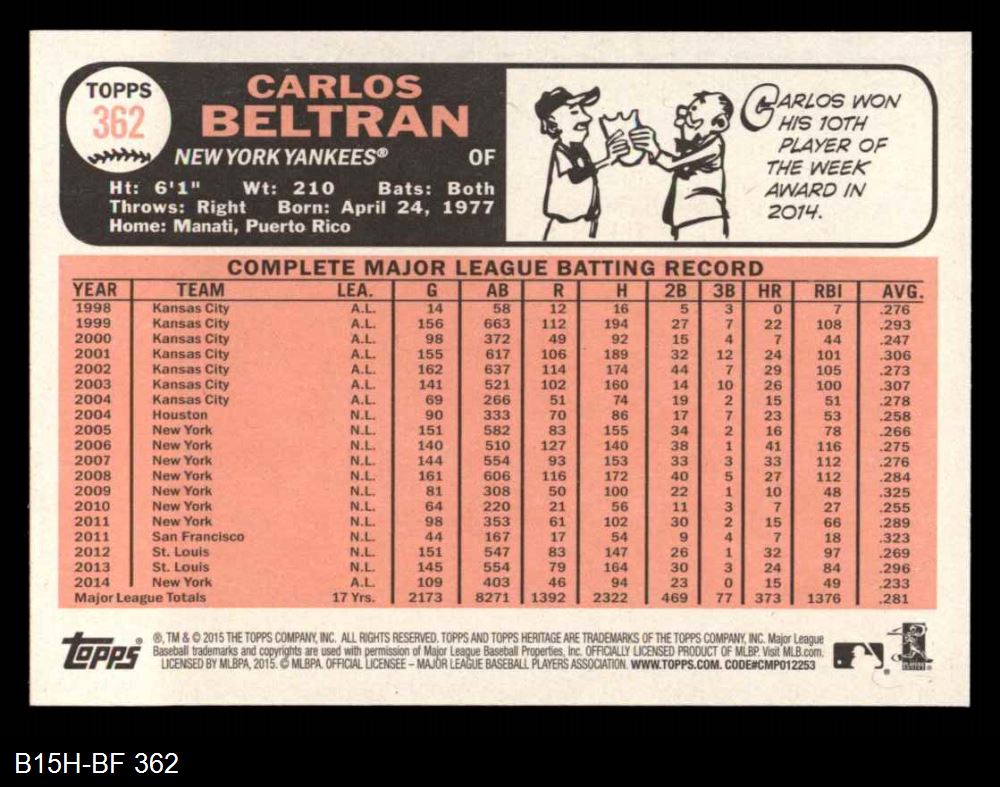 TOPPS
362
CARLOS
BELTRAN
NEW YORK YANKEES® OF
Ht: 6'1" Wt: 210 Bats: Both
Throws: Right Born: April 24, 1977
Home: Manati, Puerto Rico
CARLOS WON
HIS 10TH
PLAYER OF
THE WEEK
AWARD IN
2014.
COMPLETE MAJOR LEAGUE BATTING RECORD
YEAR TEAM LEA. G AB R H 2B 3B HR RBI AVG.
1998 Kansas City A.L. 14 58 12 16 5 3 0 7 .276
1999 Kansas City A.L. 156 663 112 194 27 7 22 108 .293
2000 Kansas City A.L. 98 372 49 92 15 4 7 44 .247
2001 Kansas City A.L. 155 617 106 189 32 12 24 101 .306
2002 Kansas City A.L. 162 637 114 174 44 7 29 105 .273
2003 Kansas City A.L. 141 521 102 160 14 10 26 100 .307
2004 Kansas City A.L. 69 266 51 74 19 2 15 51 .278
2004 Houston N.L. 90 333 70 86 17 7 23 53 .258
2005 New York N.L. 151 582 83 155 34 2 16 78 .266
2006 New York N.L. 140 510 127 140 38 1 41 116 .275
2007 New York N.L. 144 554 93 153 33 3 33 112 .276
2008 New York N.L. 161 606 116 172 40 5 27 112 .284
2009 New York N.L. 81 308 50 100 22 1 10 48 .325
2010 New York N.L. 64 220 21 56 11 3 7 27 .255
2011 New York N.L. 98 353 61 102 30 2 15 66 .289
2011 San Francisco N.L. 44 167 17 54 9 4 7 18 .323
2012 St. Louis N.L. 151 547 83 147 26 1 32 97 .269
2013 St. Louis N.L. 145 554 79 164 30 3 24 84 .296
2014 New York A.L. 109 403 46 94 23 0 15 49 .233
Major League Totals 17 Yrs. 2173 8271 1392 2322 469 77 373 1376 .281
Topps ®, TM & © 2015 THE TOPPS COMPANY, INC. ALL RIGHTS RESERVED. TOPPS AND TOPPS HERITAGE ARE TRADEMARKS OF THE TOPPS COMPANY, INC. Major League
Baseball trademarks and copyrights are used with permission of Major League Baseball Properties, Inc. OFFICIALLY LICENSED PRODUCT OF MLBP. Visit MLB.com.
LICENSED BY MLBPA, 2015. © MLBPA. OFFICIAL LICENSEE – MAJOR LEAGUE BASEBALL PLAYERS ASSOCIATION. WWW.TOPPS.COM. CODE#CMP012253
B15H-BF 362